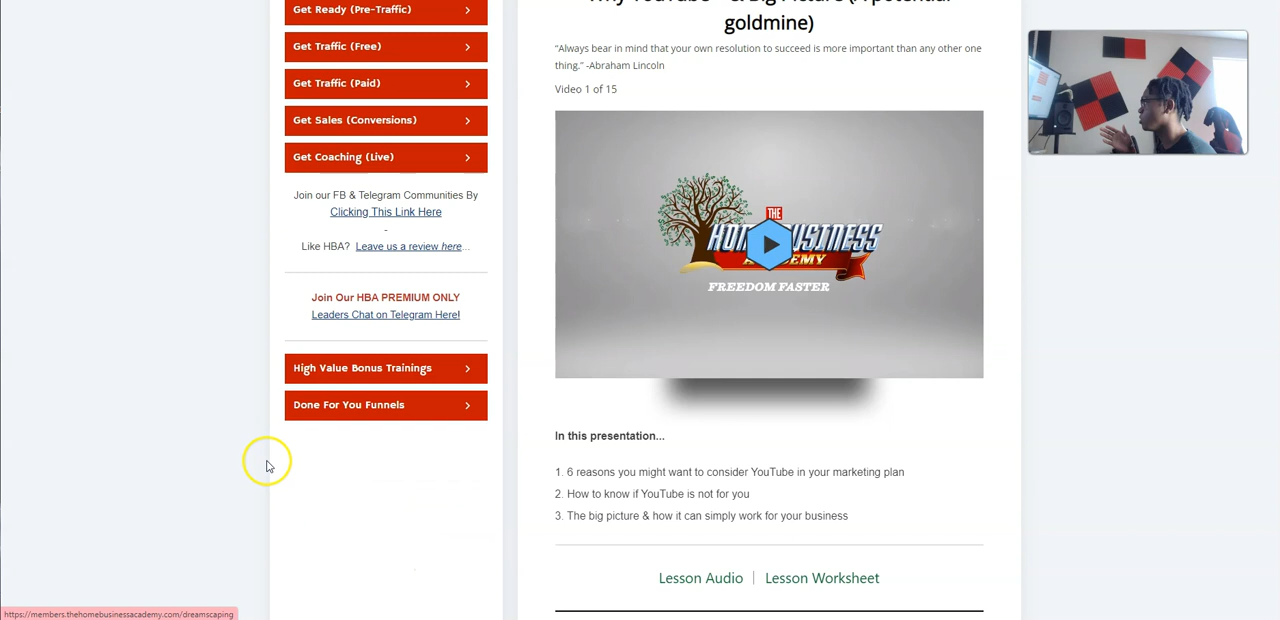 Get Ready (Pre-Traffic)
Get Traffic (Free)
Get Traffic (Paid)
Get Sales (Conversions)
Get Coaching (Live)
Join our FB & Telegram Communities By
Clicking This Link Here
-
Like HBA? Leave us a review here...
Join Our HBA PREMIUM ONLY
Leaders Chat on Telegram Here!
High Value Bonus Trainings
Done For You Funnels
goldmine)
“Always bear in mind that your own resolution to succeed is more important than any other one
thing.” -Abraham Lincoln
Video 1 of 15
THE
HOME BUSINESS
ACADEMY
FREEDOM FASTER
In this presentation...
1. 6 reasons you might want to consider YouTube in your marketing plan
2. How to know if YouTube is not for you
3. The big picture & how it can simply work for your business
Lesson Audio | Lesson Worksheet
https://members.thehomebusinessacademy.com/dreamscaping